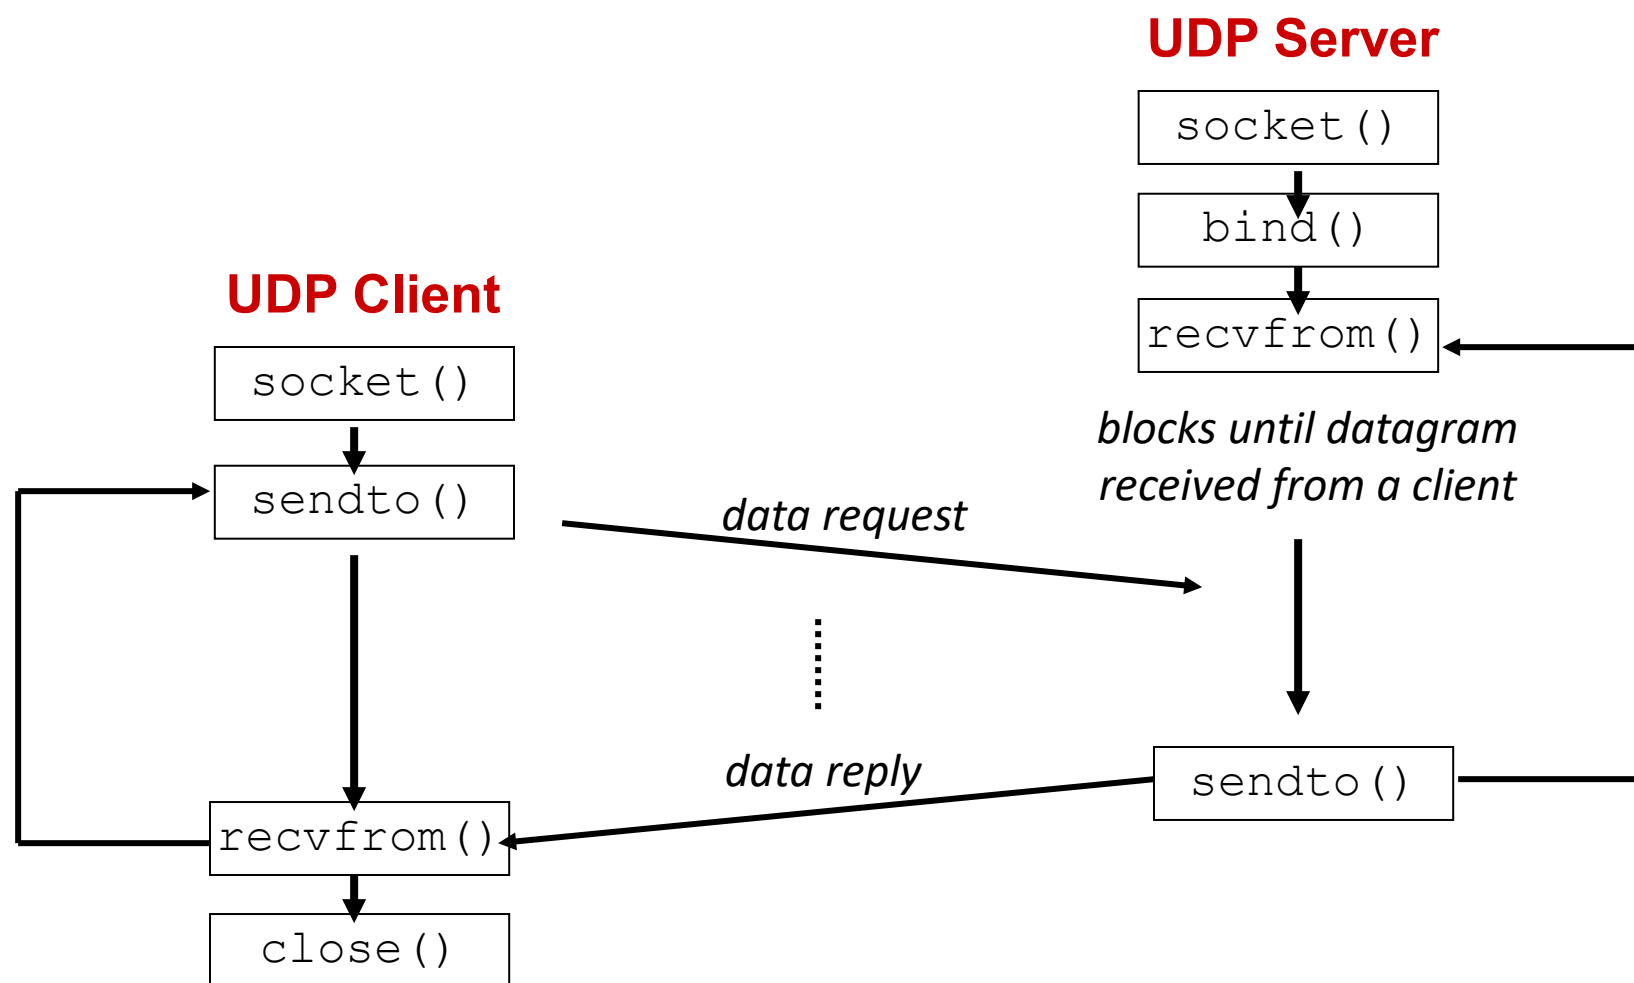 UDP Server
socket()
bind()
recvfrom()
blocks until datagram
received from a client
sendto()
UDP Client
socket()
sendto()
data request
data reply
recvfrom()
close()